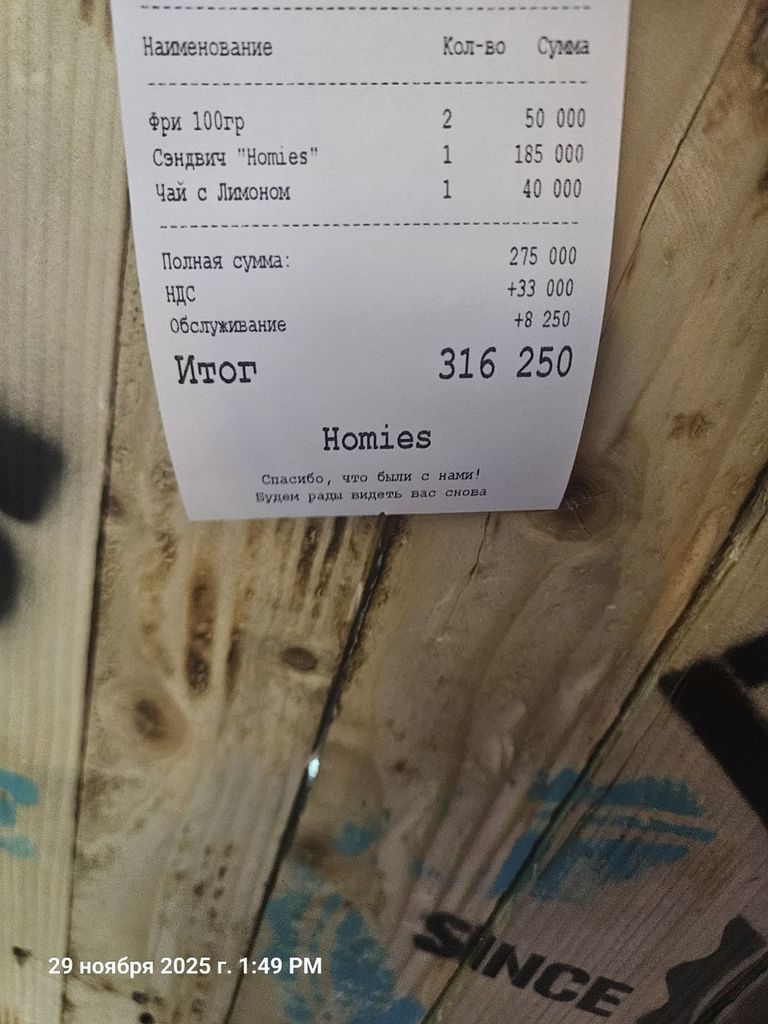 Наименование Кол-во Сумма
Фри 100гр 2 50 000
Сэндвич "Homies" 1 185 000
Чай с Лимоном 1 40 000
Полная сумма: 275 000
НДС +33 000
Обслуживание +8 250
Итог 316 250
Homies
Спасибо, что были с нами!
Будем рады видеть вас снова
SINCE
29 ноября 2025 г. 1:49 PM